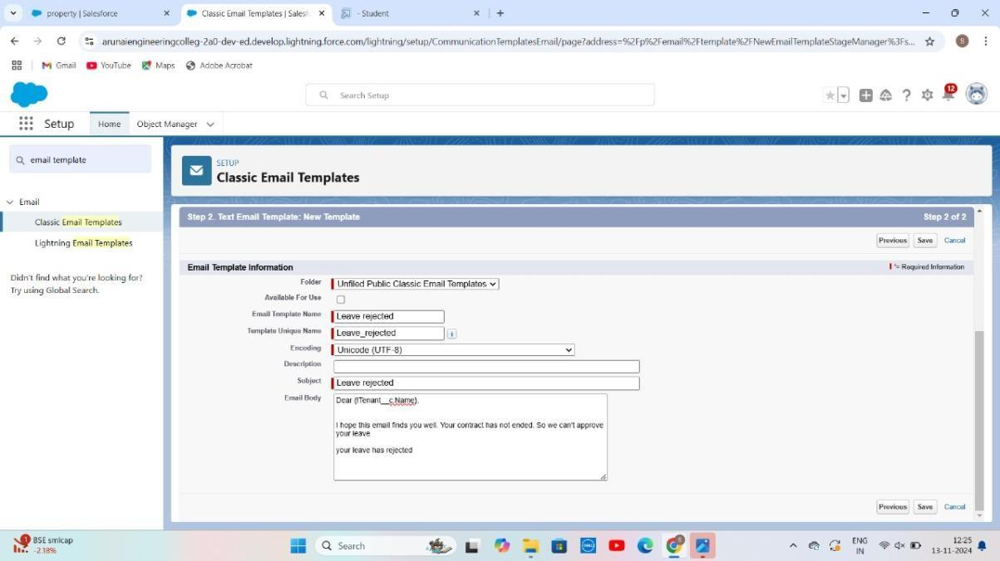 property | Salesforce
Classic Email Templates | Salesf
- Student
arunaiengineeringcolleg-2a0-dev-ed.develop.lightning.force.com/lightning/setup/CommunicationTemplatesEmail/page?address=%2Fp%2Femail%2Ftemplate%2FNewEmailTemplateStageManager%3Fs...
S
Gmail
YouTube
Maps
Adobe Acrobat
Search Setup
12
Setup
Home
Object Manager
email template
SETUP
Classic Email Templates
Email
Classic Email Templates
Lightning Email Templates
Didn't find what you're looking for?
Try using Global Search.
Step 2. Text Email Template: New Template
Step 2 of 2
Previous
Save
Cancel
Email Template Information
= Required Information
Folder
Unfiled Public Classic Email Templates
Available For Use
Email Template Name
Leave rejected
Template Unique Name
Leave_rejected
i
Encoding
Unicode (UTF-8)
Description
Subject
Leave rejected
Email Body
Dear {!Tenant__c.Name},
I hope this email finds you well. Your contract has not ended. So we can't approve
your leave
your leave has rejected
Previous
Save
Cancel
BSE smlcap
-2.18%
Search
ENG
IN
12:25
13-11-2024